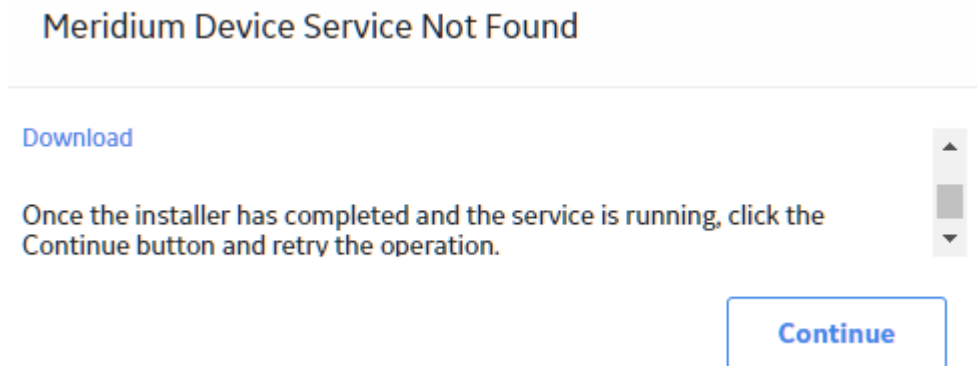 Meridium Device Service Not Found
Download
Once the installer has completed and the service is running, click the
Continue button and retry the operation.
Continue